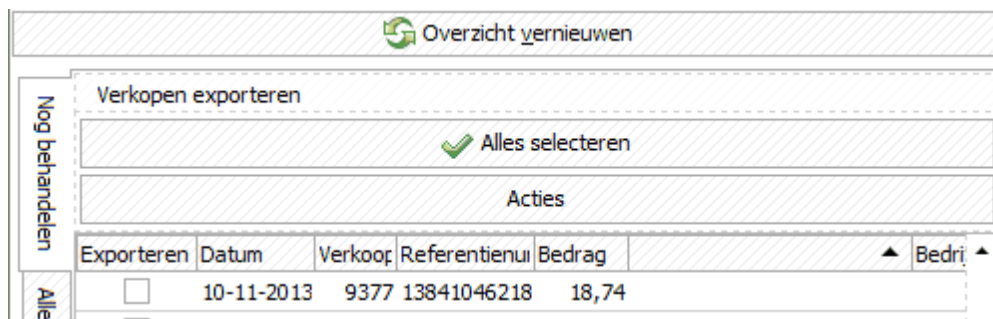 Overzicht vernieuwen
Nog behandelen
Verkopen exporteren
Alles selecteren
Acties
Exporteren Datum Verkoop Referentienu Bedrag Bedrij
10-11-2013 9377 13841046218 18,74
Alle